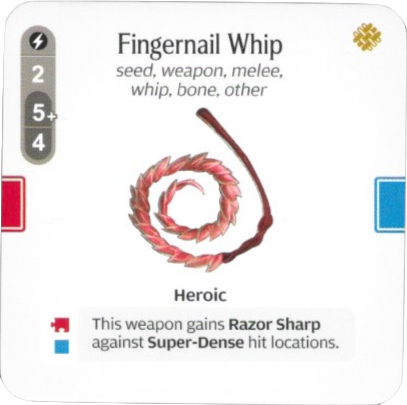 Fingernail Whip
seed, weapon, melee,
whip, bone, other
2
5+
4
Heroic
This weapon gains Razor Sharp
against Super-Dense hit locations.